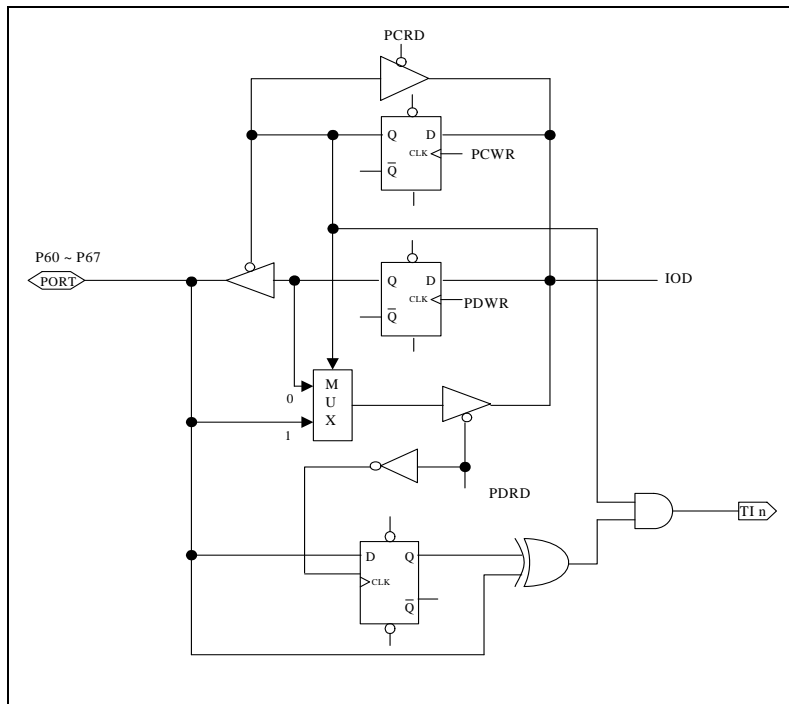 PCRD
Q D
CLK
PCWR
Q̅
P60 ~ P67
PORT
Q D
CLK
PDWR
Q̅
IOD
0
1
M
U
X
PDRD
TI n
D Q
CLK
Q̅